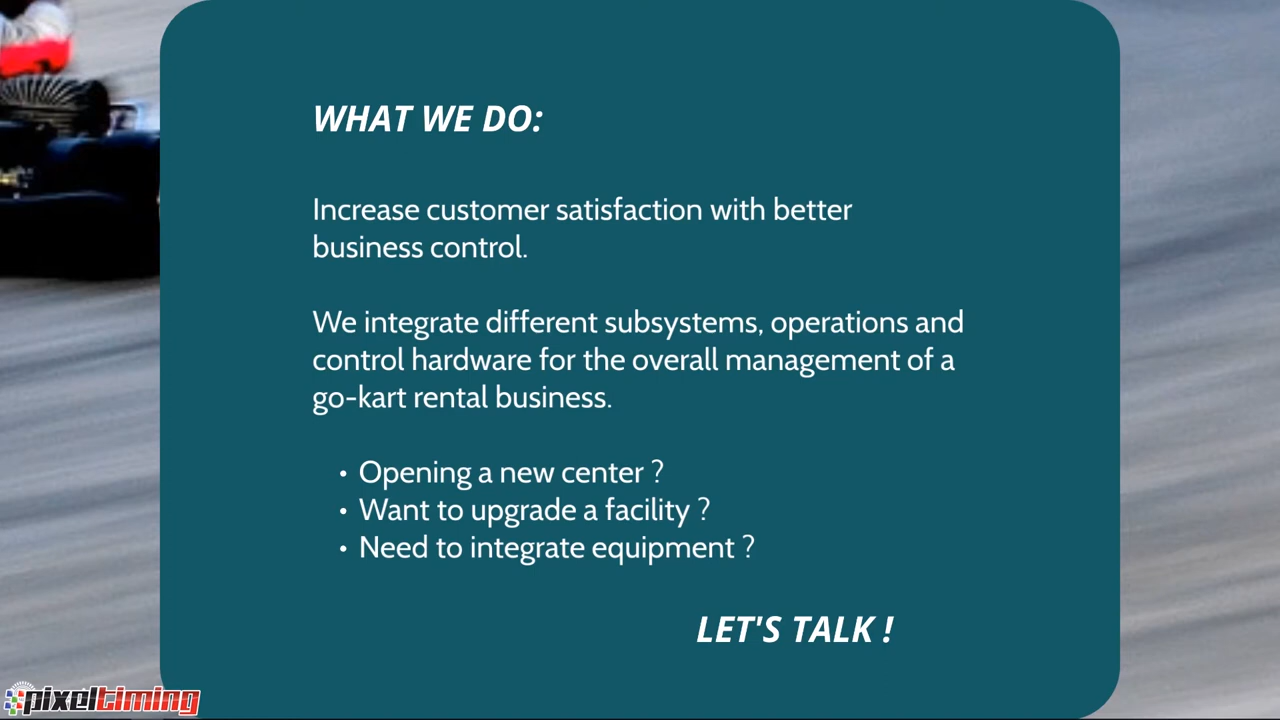 WHAT WE DO:
Increase customer satisfaction with better
business control.
We integrate different subsystems, operations and
control hardware for the overall management of a
go-kart rental business.
• Opening a new center ?
• Want to upgrade a facility ?
• Need to integrate equipment ?
LET'S TALK !
pixeltiming